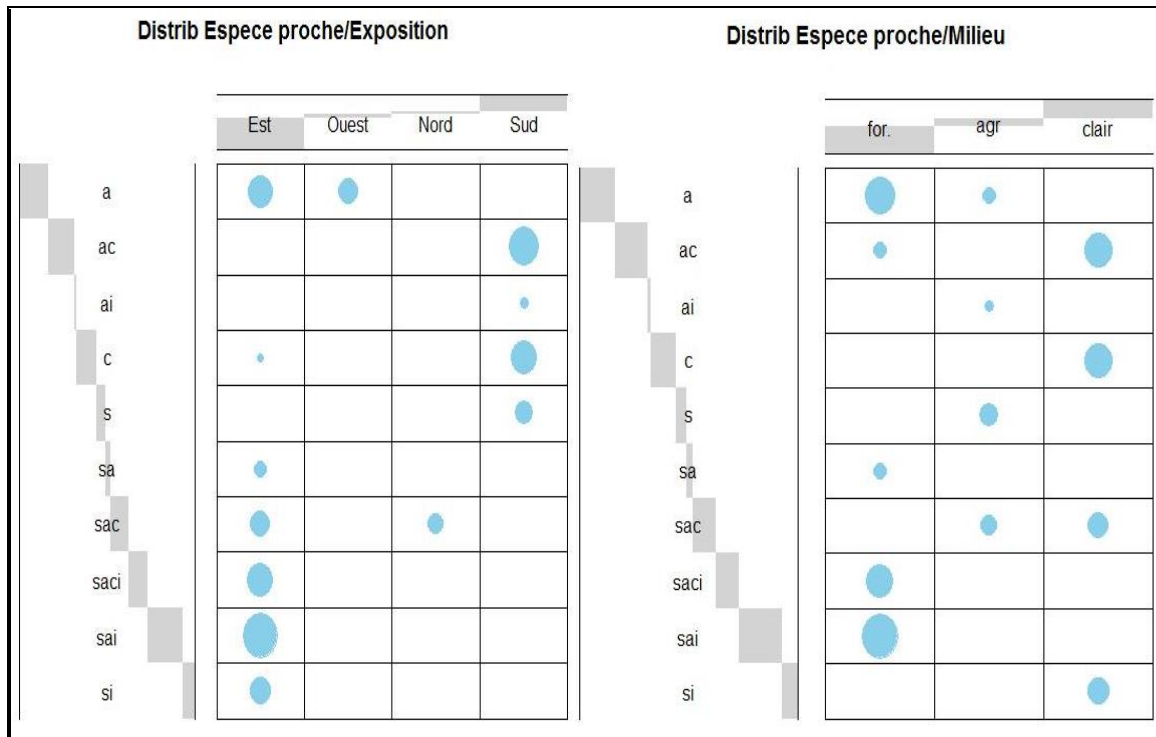 Distrib Espece proche/Exposition
Est Ouest Nord Sud
a
ac
ai
c
s
sa
sac
saci
sai
si
Distrib Espece proche/Milieu
for. agr clair
a
ac
ai
c
s
sa
sac
saci
sai
si